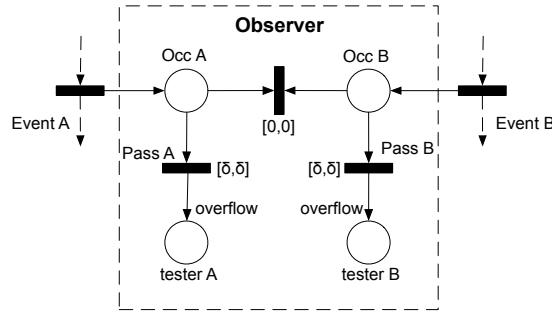 Observer
Occ A
Occ B
Event A
[0,0]
Event B
Pass A
Pass B
[δ,δ]
[δ,δ]
overflow
overflow
tester A
tester B